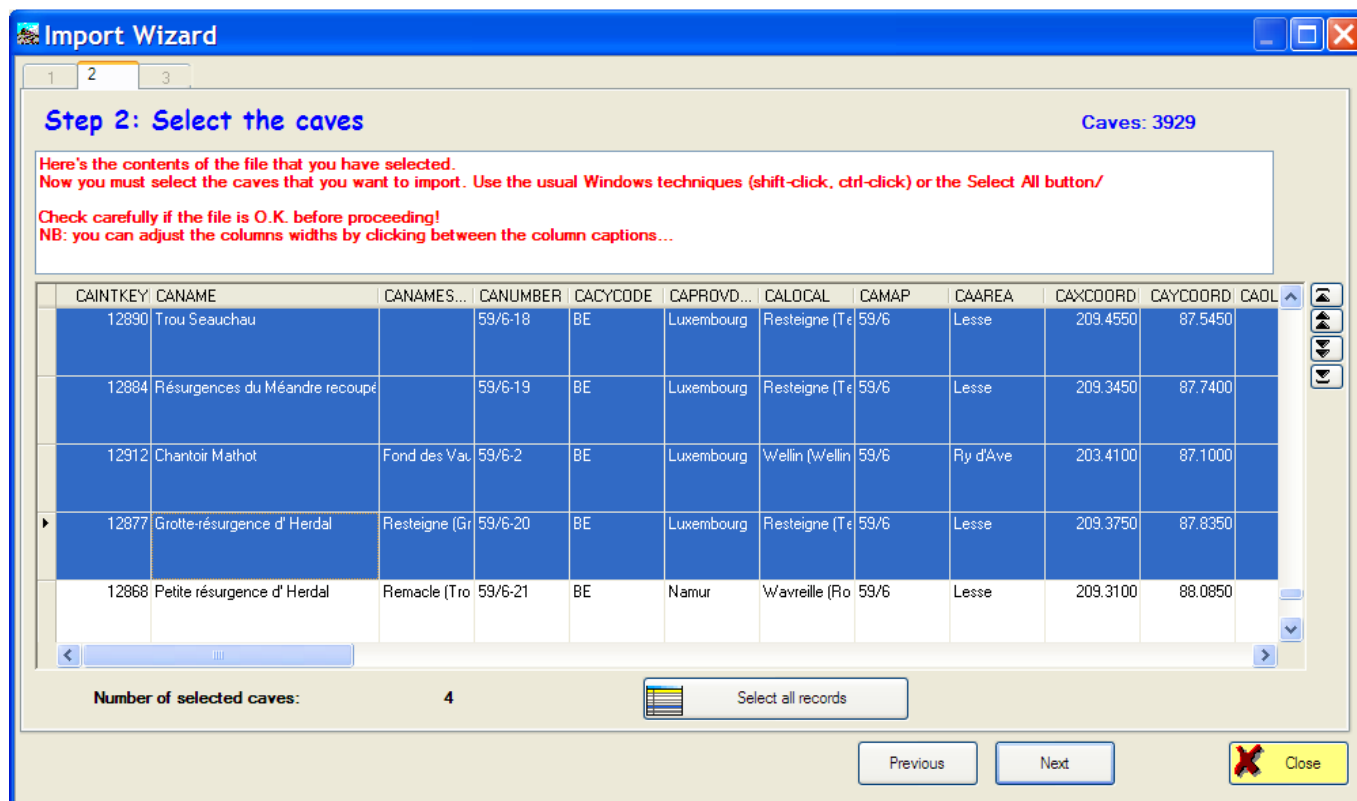 Import Wizard
1 2 3
Step 2: Select the caves
Caves: 3929
Here's the contents of the file that you have selected.
Now you must select the caves that you want to import. Use the usual Windows techniques (shift-click, ctrl-click) or the Select All button/
Check carefully if the file is O.K. before proceeding!
NB: you can adjust the columns widths by clicking between the column captions...
CAINTKEY CANAME CANAMES... CANUMBER CACYCODE CAPROVD... CALOCAL CAMAP CAAREA CAXCOORD CAYCOORD CAOL
12890 Trou Seauchau 59/6-18 BE Luxembourg Resteigne (Te 59/6 Lesse 209.4550 87.5450
12884 Résurgences du Méandre recoupé 59/6-19 BE Luxembourg Resteigne (Te 59/6 Lesse 209.3450 87.7400
12912 Chantoir Mathot Fond des Vau 59/6-2 BE Luxembourg Wellin (Wellin 59/6 Ry d'Ave 203.4100 87.1000
12877 Grotte-résurgence d' Herdal Resteigne (Gr 59/6-20 BE Luxembourg Resteigne (Te 59/6 Lesse 209.3750 87.8350
12868 Petite résurgence d' Herdal Remacle (Tro 59/6-21 BE Namur Wavreille (Ro 59/6 Lesse 209.3100 88.0850
Number of selected caves: 4
Select all records
Previous
Next
Close